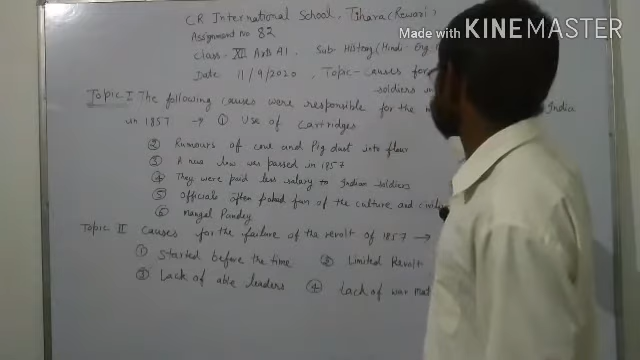 CR International School, Tihara (Rewari)
Made with KINEMASTER
Assignment no 82
Class- XII Arts A1, Sub- History (Hindi- Eng
Date 11/9/2020, Topic- causes for
soldiers in
Topic I The following causes were responsible for the India
in 1857 → ① Use of Cartridges
② Rumours of cow and Pig dust into flour
③ A new law was passed in 1857
④ They were paid less salary to Indian soldiers
⑤ Officials often fun of the culture and
⑥ Mangal Pandey
Topic II Causes for the failure of the revolt of 1857 →
① Started before the time ② Limited Revolt
③ Lack of able leaders ④ Lack of war